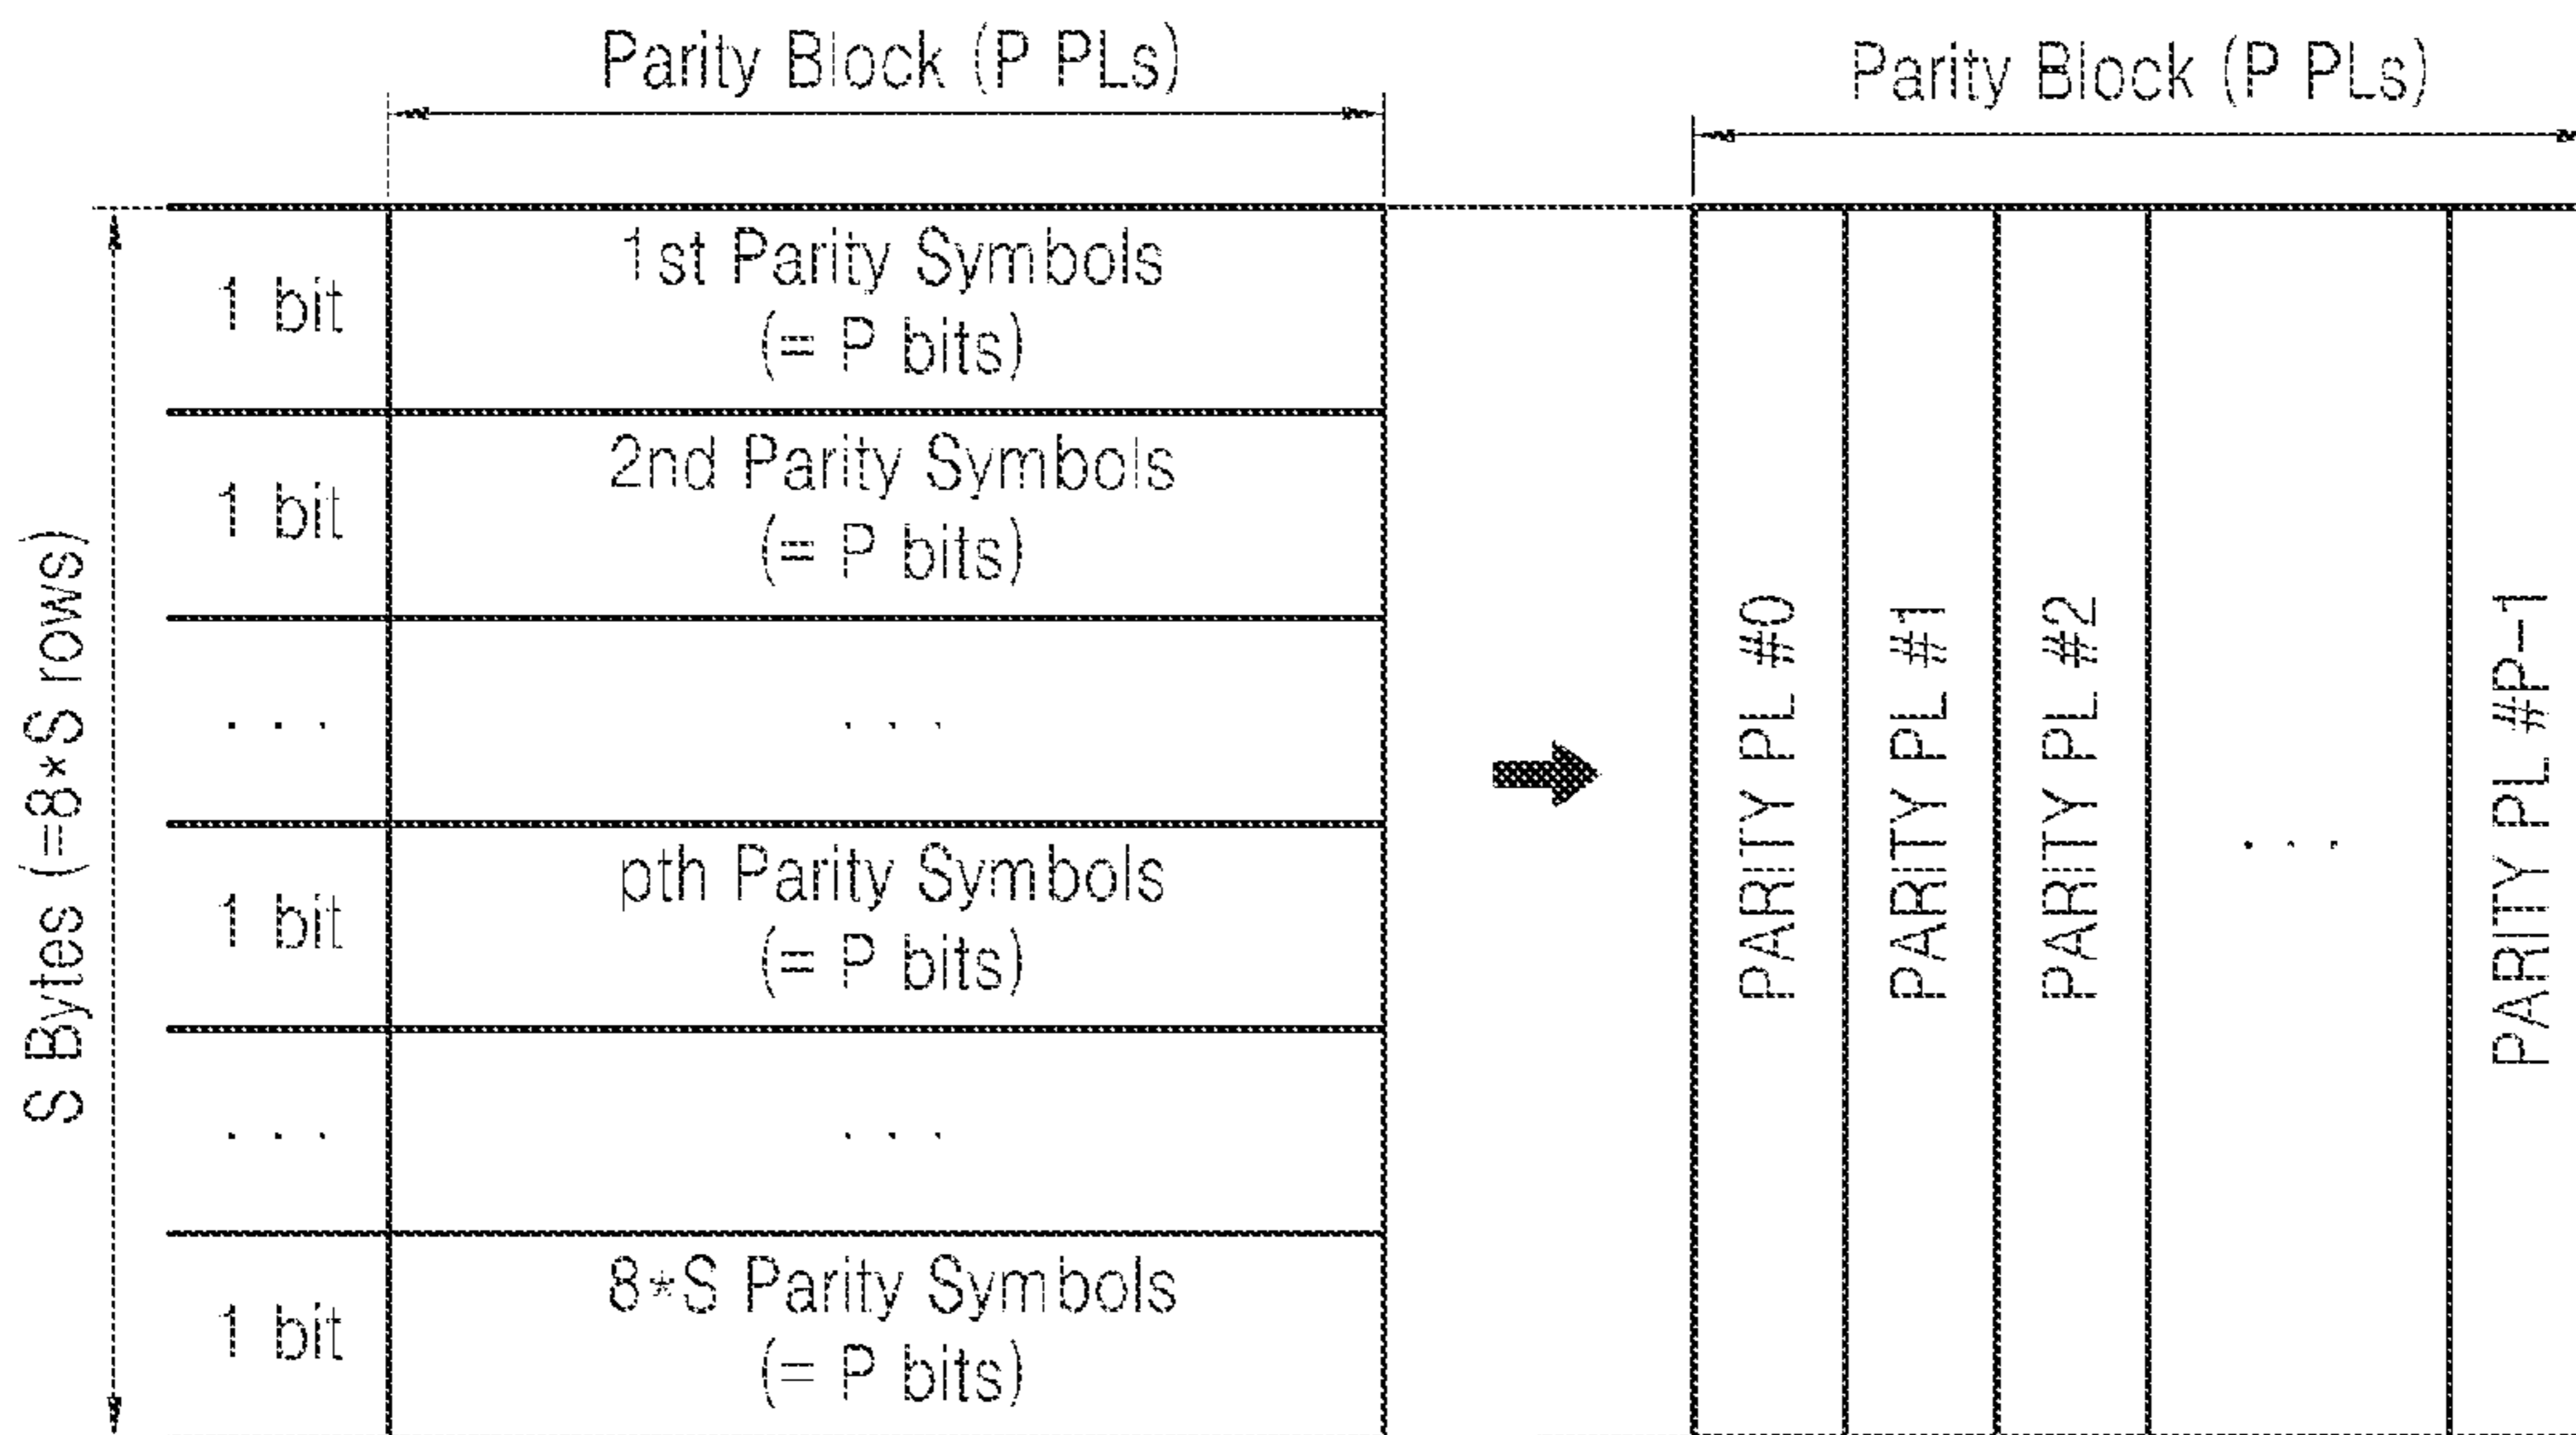 Parity Block (P PLs)
Parity Block (P PLs)
S Bytes (=8*S rows)
1 bit
1st Parity Symbols
(= P bits)
1 bit
2nd Parity Symbols
(= P bits)
. . .
. . .
1 bit
pth Parity Symbols
(= P bits)
. . .
. . .
1 bit
8*S Parity Symbols
(= P bits)
PARITY PL #0
PARITY PL #1
PARITY PL #2
. . .
PARITY PL #P–1